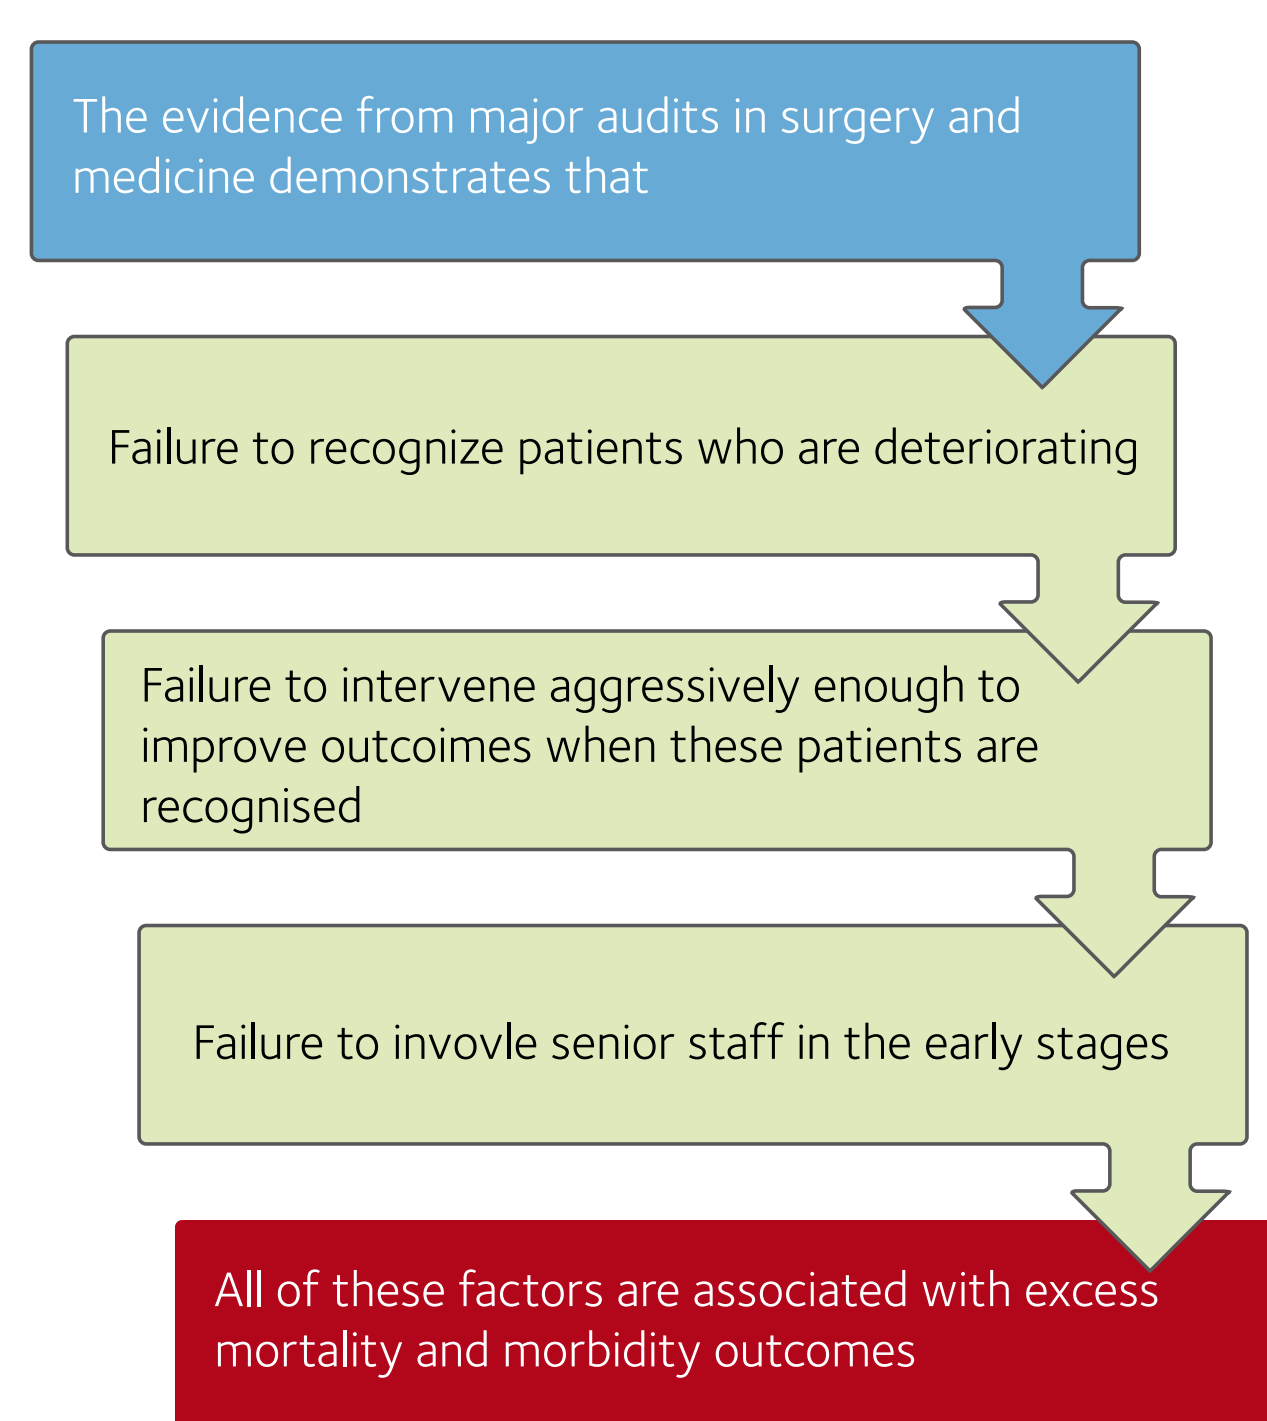 The evidence from major audits in surgery and
medicine demonstrates that
Failure to recognize patients who are deteriorating
Failure to intervene aggressively enough to
improve outcoimes when these patients are
recognised
Failure to invovle senior staff in the early stages
All of these factors are associated with excess
mortality and morbidity outcomes